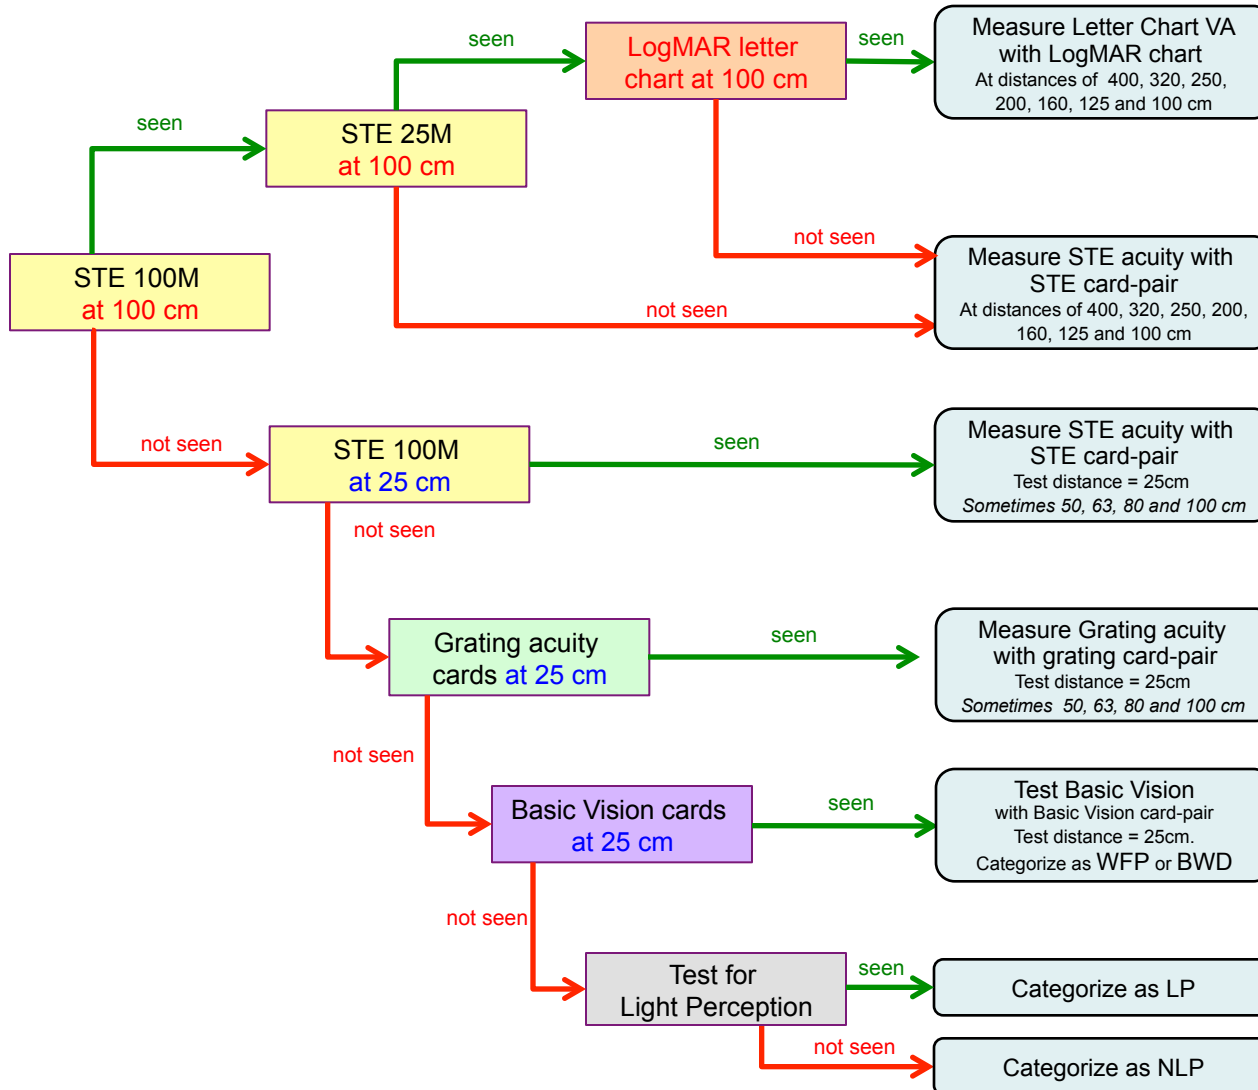 LogMAR letter
chart at 100 cm
seen
Measure Letter Chart VA
with LogMAR chart
At distances of  400, 320, 250,
200, 160, 125 and 100 cm
seen
seen
STE 25M
at 100 cm
not seen
STE 100M
at 100 cm
Measure STE acuity with
STE card-pair
At distances of 400, 320, 250, 200,
160, 125 and 100 cm
not seen
not seen
STE 100M
at 25 cm
seen
Measure STE acuity with
STE card-pair
Test distance = 25cm
Sometimes 50, 63, 80 and 100 cm
not seen
Grating acuity
cards at 25 cm
seen
Measure Grating acuity
with grating card-pair
Test distance = 25cm
Sometimes  50, 63, 80 and 100 cm
not seen
Basic Vision cards
at 25 cm
seen
Test Basic Vision
with Basic Vision card-pair
Test distance = 25cm.
Categorize as WFP or BWD
not seen
Test for
Light Perception
seen
Categorize as LP
not seen
Categorize as NLP